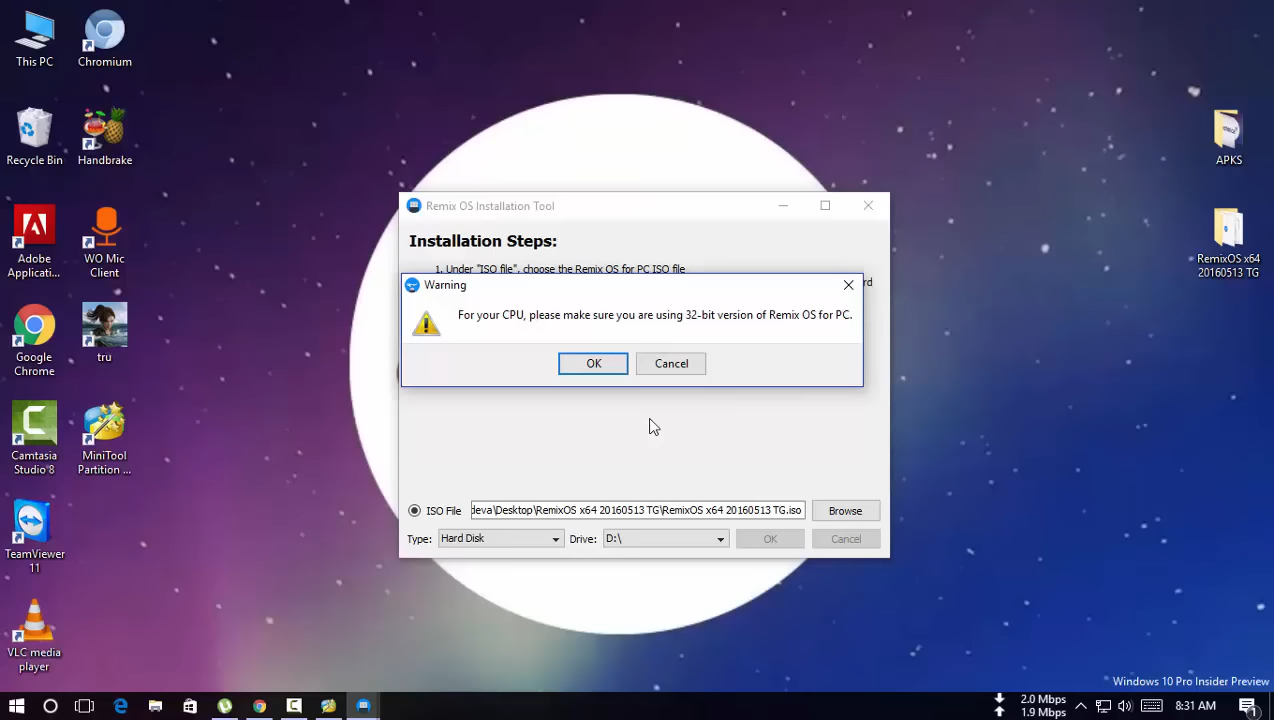 This PC
Chromium
Recycle Bin
Handbrake
Adobe
Applicati...
WO Mic
Client
Google
Chrome
tru
Camtasia
Studio 8
MiniTool
Partition ...
TeamViewer
11
VLC media
player
APKS
RemixOS x64
20160513 TG
Remix OS Installation Tool
Installation Steps:
1. Under "ISO file", choose the Remix OS for PC ISO file
rd
Warning
For your CPU, please make sure you are using 32-bit version of Remix OS for PC.
OK
Cancel
ISO File
deva\Desktop\RemixOS x64 20160513 TG\RemixOS x64 20160513 TG.iso
Browse
Type:
Hard Disk
Drive:
D:\
OK
Cancel
Windows 10 Pro Insider Preview
2.0 Mbps
1.9 Mbps
8:31 AM
1